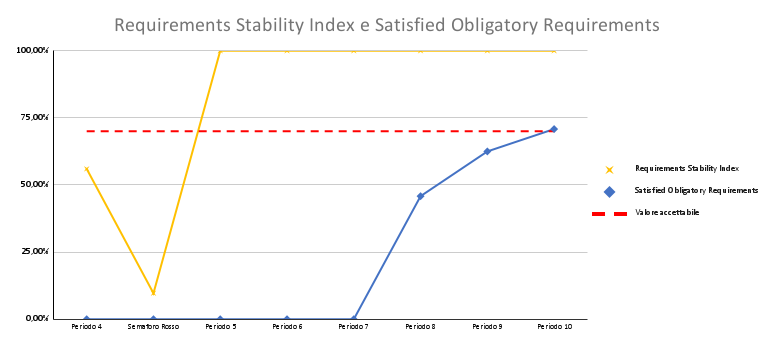 Requirements Stability Index e Satisfied Obligatory Requirements
100,00%
75,00%
50,00%
25,00%
0,00%
Periodo 4 Semaforo Rosso Periodo 5 Periodo 6 Periodo 7 Periodo 8 Periodo 9 Periodo 10
Requirements Stability Index
Satisfied Obligatory Requirements
Valore accettabile